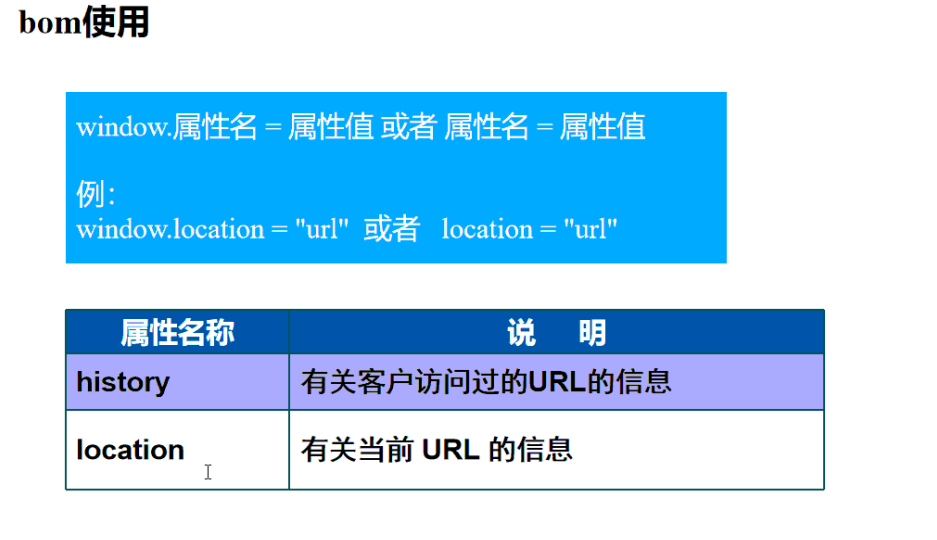 bom使用
window.属性名 = 属性值 或者 属性名 = 属性值
例：
window.location = "url" 或者 location = "url"
属性名称 说 明
history 有关客户访问过的URL的信息
location 有关当前 URL 的信息